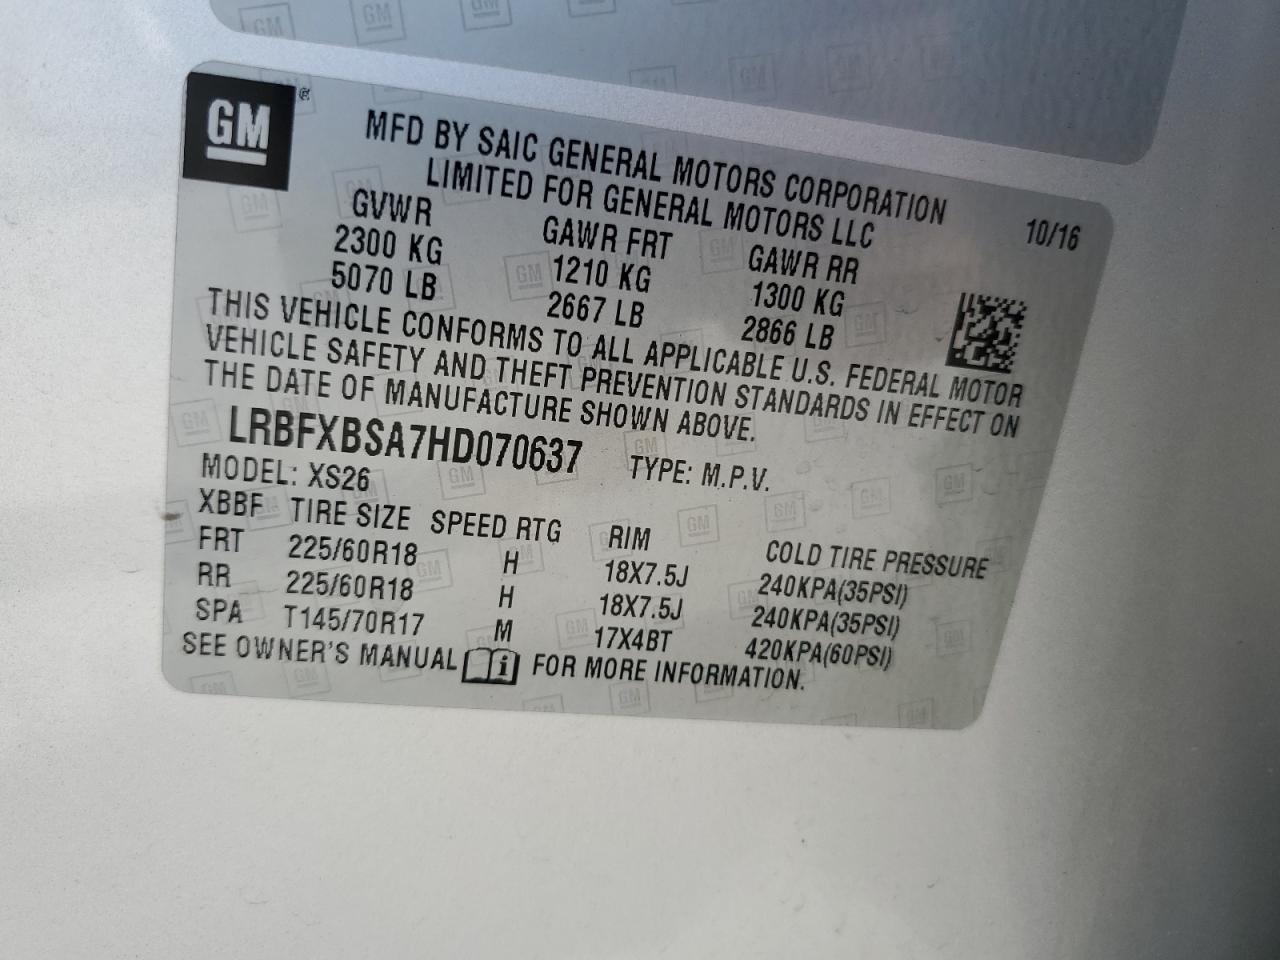 GM ®
MFD BY SAIC GENERAL MOTORS CORPORATION
LIMITED FOR GENERAL MOTORS LLC
10/16
GVWR GAWR FRT GAWR RR
2300 KG 1210 KG 1300 KG
5070 LB 2667 LB 2866 LB
THIS VEHICLE CONFORMS TO ALL APPLICABLE U.S. FEDERAL MOTOR
VEHICLE SAFETY AND THEFT PREVENTION STANDARDS IN EFFECT ON
THE DATE OF MANUFACTURE SHOWN ABOVE.
LRBFXBSA7HD070637 TYPE: M.P.V.
MODEL: XS26
XBBF TIRE SIZE SPEED RTG RIM COLD TIRE PRESSURE
FRT 225/60R18 H 18X7.5J 240KPA(35PSI)
RR 225/60R18 H 18X7.5J 240KPA(35PSI)
SPA T145/70R17 M 17X4BT 420KPA(60PSI)
SEE OWNER'S MANUAL i FOR MORE INFORMATION.